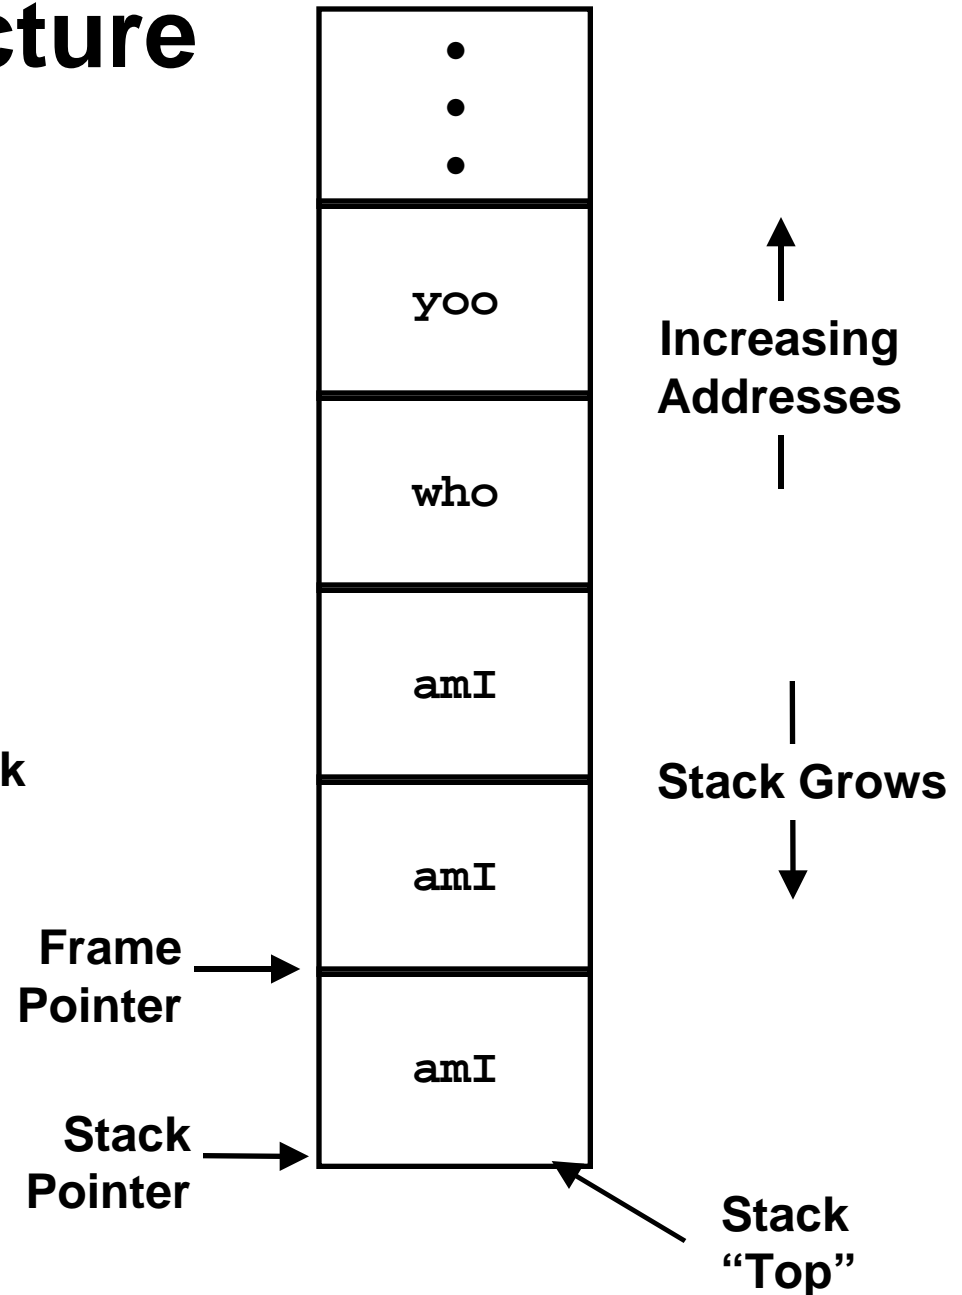 cture
yoo
Increasing
Addresses
who
amI
k
Stack Grows
amI
Frame
Pointer
amI
Stack
Pointer
Stack
“Top”